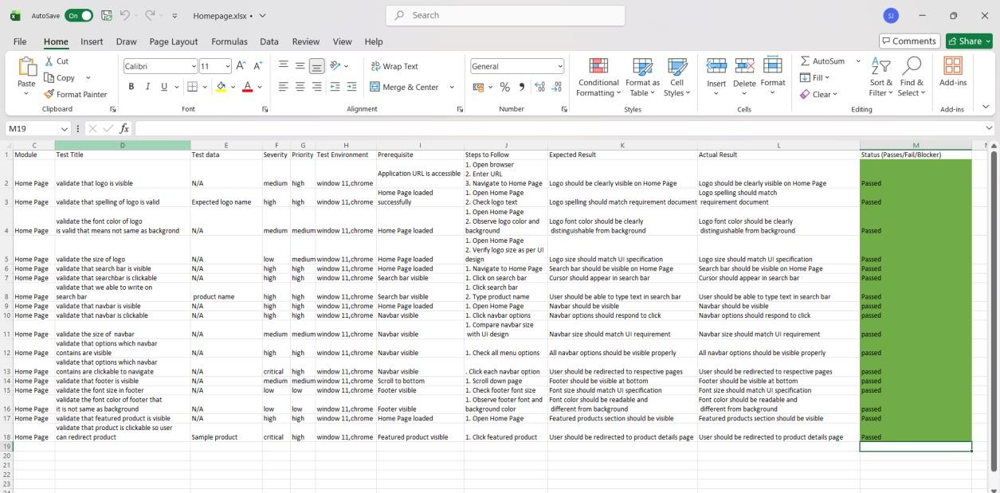 AutoSave On Homepage.xlsx • Search SJ
File Home Insert Draw Page Layout Formulas Data Review View Help Comments Share
Paste Cut Copy Format Painter Clipboard
Calibri 11 B I U A A A Font
Wrap Text Merge & Center Alignment
General % Number
Conditional Formatting Format as Table Cell Styles Styles
Insert Delete Format Cells
AutoSum Fill Clear Sort & Filter Find & Select Editing
Add-ins Add-ins
M19 fx
C D E F G H I J K L M
1 Module Test Title Test data Severity Priority Test Environment Prerequisite Steps to Follow Expected Result Actual Result Status (Passes/Fail/Blocker)
1. Open browser
Application URL is accessible 2. Enter URL
2 Home Page validate that logo is visible N/A medium high window 11,chrome 3. Navigate to Home Page Logo should be clearly visible on Home Page Logo should be clearly visible on Home Page Passed
Home Page loaded 1. Open Home Page Logo spelling should match
3 Home Page validate that spelling of logo is valid Expected logo name high high window 11,chrome successfully 2. Check logo text Logo spelling should match requirement document requirement document Passed
1. Open Home Page
validate the font color of logo 2. Observe logo color and Logo font color should be clearly Logo font color should be clearly
4 Home Page is valid that means not same as backgrond N/A medium medium window 11,chrome Home Page loaded background distinguishable from background distinguishable from background Passed
1. Open Home Page
2. Verify logo size as per UI
5 Home Page validate the size of logo N/A low medium window 11,chrome Home Page loaded design Logo size should match UI specification Logo size should match UI specification Passed
6 Home Page validate that search bar is visible N/A high high window 11,chrome Home Page loaded 1. Navigate to Home Page Search bar should be visible on Home Page Search bar should be visible on Home Page Passed
7 Home Page validate that searchbar is clickable N/A high high window 11,chrome Search bar visible 1. Click on search bar Cursor should appear in search bar Cursor should appear in search bar Passed
validate that we able to write on 1. Click search bar
8 Home Page search bar product name high high window 11,chrome Search bar visible 2. Type product name User should be able to type text in search bar User should be able to type text in search bar Passed
9 Home Page validate that navbar is visible N/A high high window 11,chrome Home Page loaded 1. Open Home Page Navbar should be visible Navbar should be visible passed
10 Home Page validate that navbar is clickable N/A high high window 11,chrome Navbar visible 1. Click navbar options Navbar options should respond to click Navbar options should respond to click passed
1. Compare navbar size
11 Home Page validate the size of navbar N/A medium medium window 11,chrome Navbar visible with UI design Navbar size should match UI requirement Navbar size should match UI requirement passed
validate that options which navbar
12 Home Page contains are visible N/A high high window 11,chrome Navbar visible 1. Check all menu options All navbar options should be visible properly All navbar options should be visible properly passed
validate that options which navbar
13 Home Page contains are clickable to navigate N/A critical high window 11,chrome Navbar visible . Click each navbar option User should be redirected to respective pages User should be redirected to respective pages passed
14 Home Page validate that footer is visible N/A medium medium window 11,chrome Scroll to bottom 1. Scroll down page Footer should be visible at bottom Footer should be visible at bottom passed
15 Home Page validate the font size in footer N/A low low window 11,chrome Footer visible 1. Check footer font size Font size should match UI specification Font size should match UI specification passed
validate the font color of footer that 1. Observe footer font and Font color should be readable and Font color should be readable and
16 Home Page it is not same as background N/A low low window 11,chrome Footer visible background color different from background different from background passed
17 Home Page validate that featured product is visible N/A high high window 11,chrome Home Page loaded 1. Open Home Page Featured products section should be visible Featured products section should be visible Passed
validate that product is clickable so user
18 Home Page can redirect product Sample product critical high window 11,chrome Featured product visible 1. Click featured product User should be redirected to product details page User should be redirected to product details page Passed
19
20
21
22
23